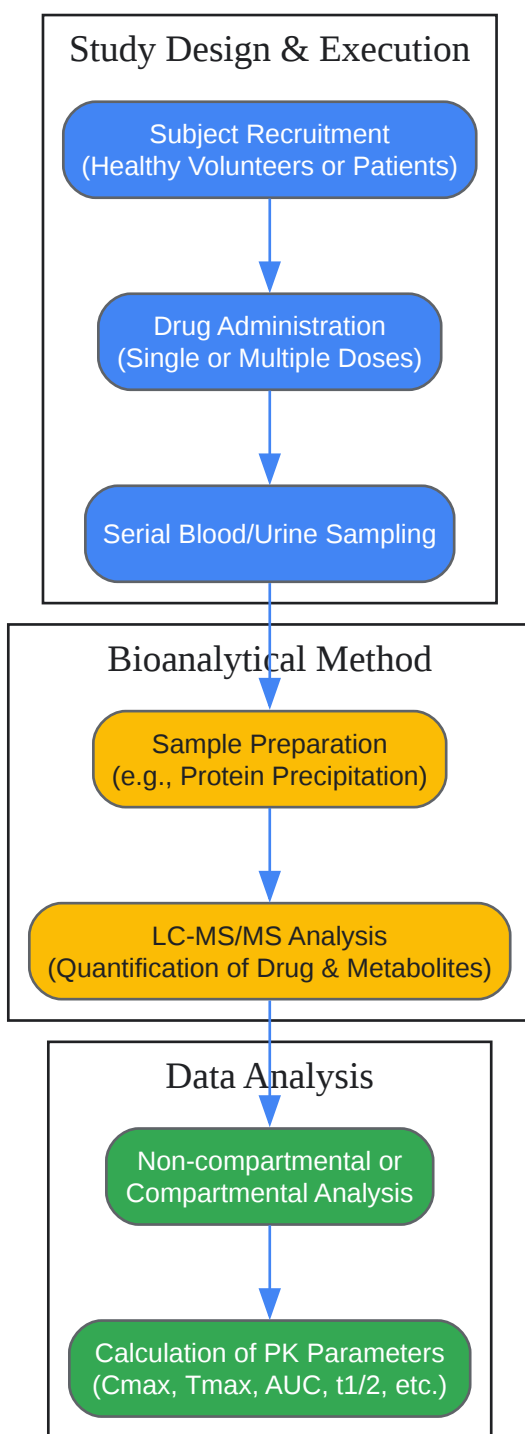 Study Design & Execution
Subject Recruitment
(Healthy Volunteers or Patients)
Drug Administration
(Single or Multiple Doses)
Serial Blood/Urine Sampling
Bioanalytical Method
Sample Preparation
(e.g., Protein Precipitation)
LC-MS/MS Analysis
(Quantification of Drug & Metabolites)
Data Analysis
Non-compartmental or
Compartmental Analysis
Calculation of PK Parameters
(Cmax, Tmax, AUC, t1/2, etc.)